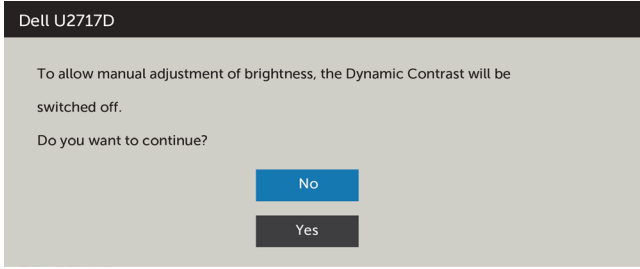 Dell U2717D
To allow manual adjustment of brightness, the Dynamic Contrast will be
switched off.
Do you want to continue?
No
Yes